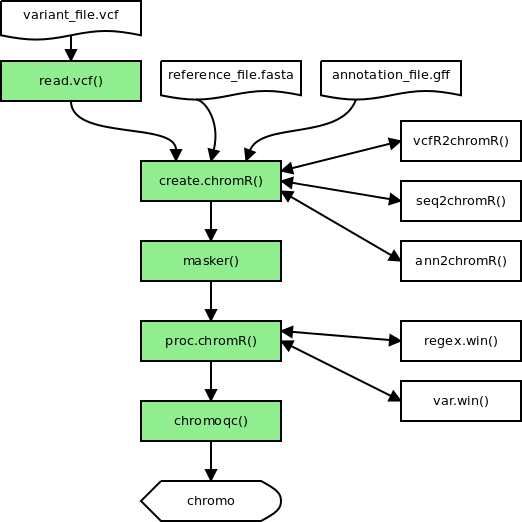 variant_file.vcf
read.vcf()
reference_file.fasta
annotation_file.gff
vcfR2chromR()
create.chromR()
seq2chromR()
masker()
ann2chromR()
proc.chromR()
regex.win()
var.win()
chromoqc()
chromo